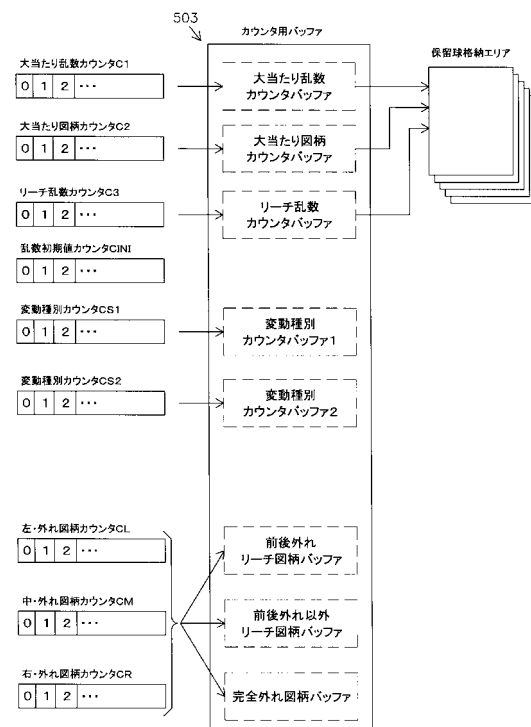 503
カウンタ用バッファ
保留球格納エリア
大当たり乱数カウンタC1
0 1 2 ･･･
大当たり乱数
カウンタバッファ
大当たり図柄カウンタC2
0 1 2 ･･･
大当たり図柄
カウンタバッファ
リーチ乱数カウンタC3
0 1 2 ･･･
リーチ乱数
カウンタバッファ
乱数初期値カウンタCINI
0 1 2 ･･･
変動種別カウンタCS1
0 1 2 ･･･
変動種別
カウンタバッファ1
変動種別カウンタCS2
0 1 2 ･･･
変動種別
カウンタバッファ2
左･外れ図柄カウンタCL
0 1 2 ･･･
前後外れ
リーチ図柄バッファ
中･外れ図柄カウンタCM
0 1 2 ･･･
前後外れ以外
リーチ図柄バッファ
右･外れ図柄カウンタCR
0 1 2 ･･･
完全外れ図柄バッファ